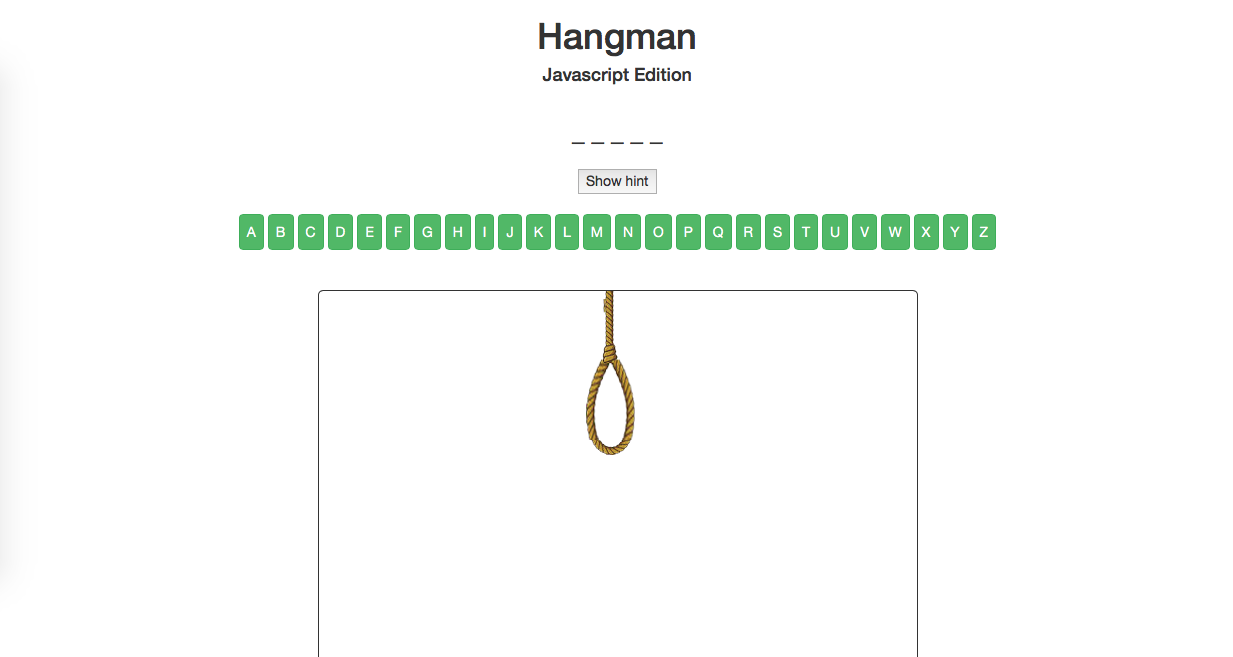 Hangman
Javascript Edition
_ _ _ _ _
Show hint
A B C D E F G H I J K L M N O P Q R S T U V W X Y Z